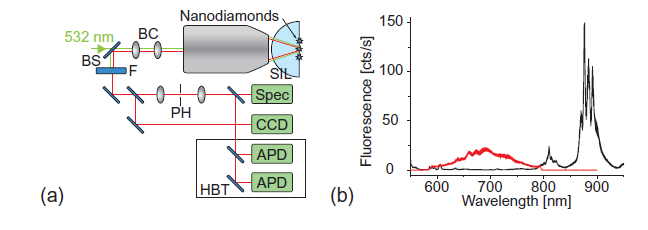 Nanodiamonds
532 nm
BC
BS
F
SIL
PH
Spec
CCD
APD
APD
HBT
(a)
Fluorescence [cts/s]
150
100
50
0
600 700 800 900
Wavelength [nm]
(b)